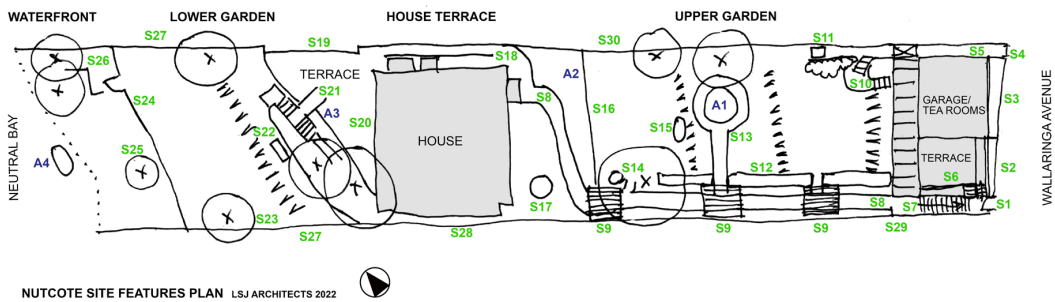 WATERFRONT LOWER GARDEN HOUSE TERRACE UPPER GARDEN
S27 S19 S30 S11 S5 S4
S26 S18
TERRACE A2
S21 S10
S24 S8 A1 S3
A3 S16 GARAGE/
TEA ROOMS
S20 S15 S13
S22 HOUSE
NEUTRAL BAY
WALLARINGA AVENUE
A4 S25 TERRACE
S14 S12 S2
S6
S23 S17 S8 S7 S1
S27 S28 S9 S9 S9 S29
NUTCOTE SITE FEATURES PLAN LSJ ARCHITECTS 2022